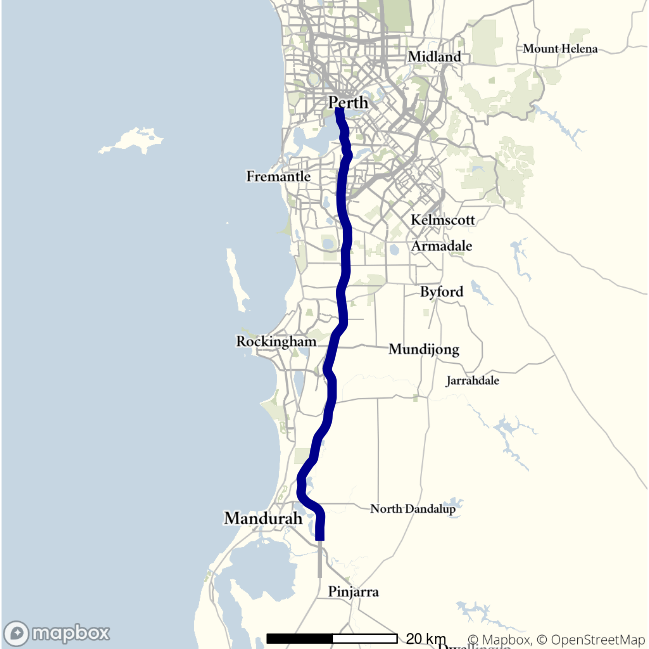 Mount Helena
Midland
Perth
Fremantle
Kelmscott
Armadale
Byford
Rockingham
Mundijong
Jarrahdale
North Dandalup
Mandurah
Pinjarra
20 km
mapbox
© Mapbox, © OpenStreetMap